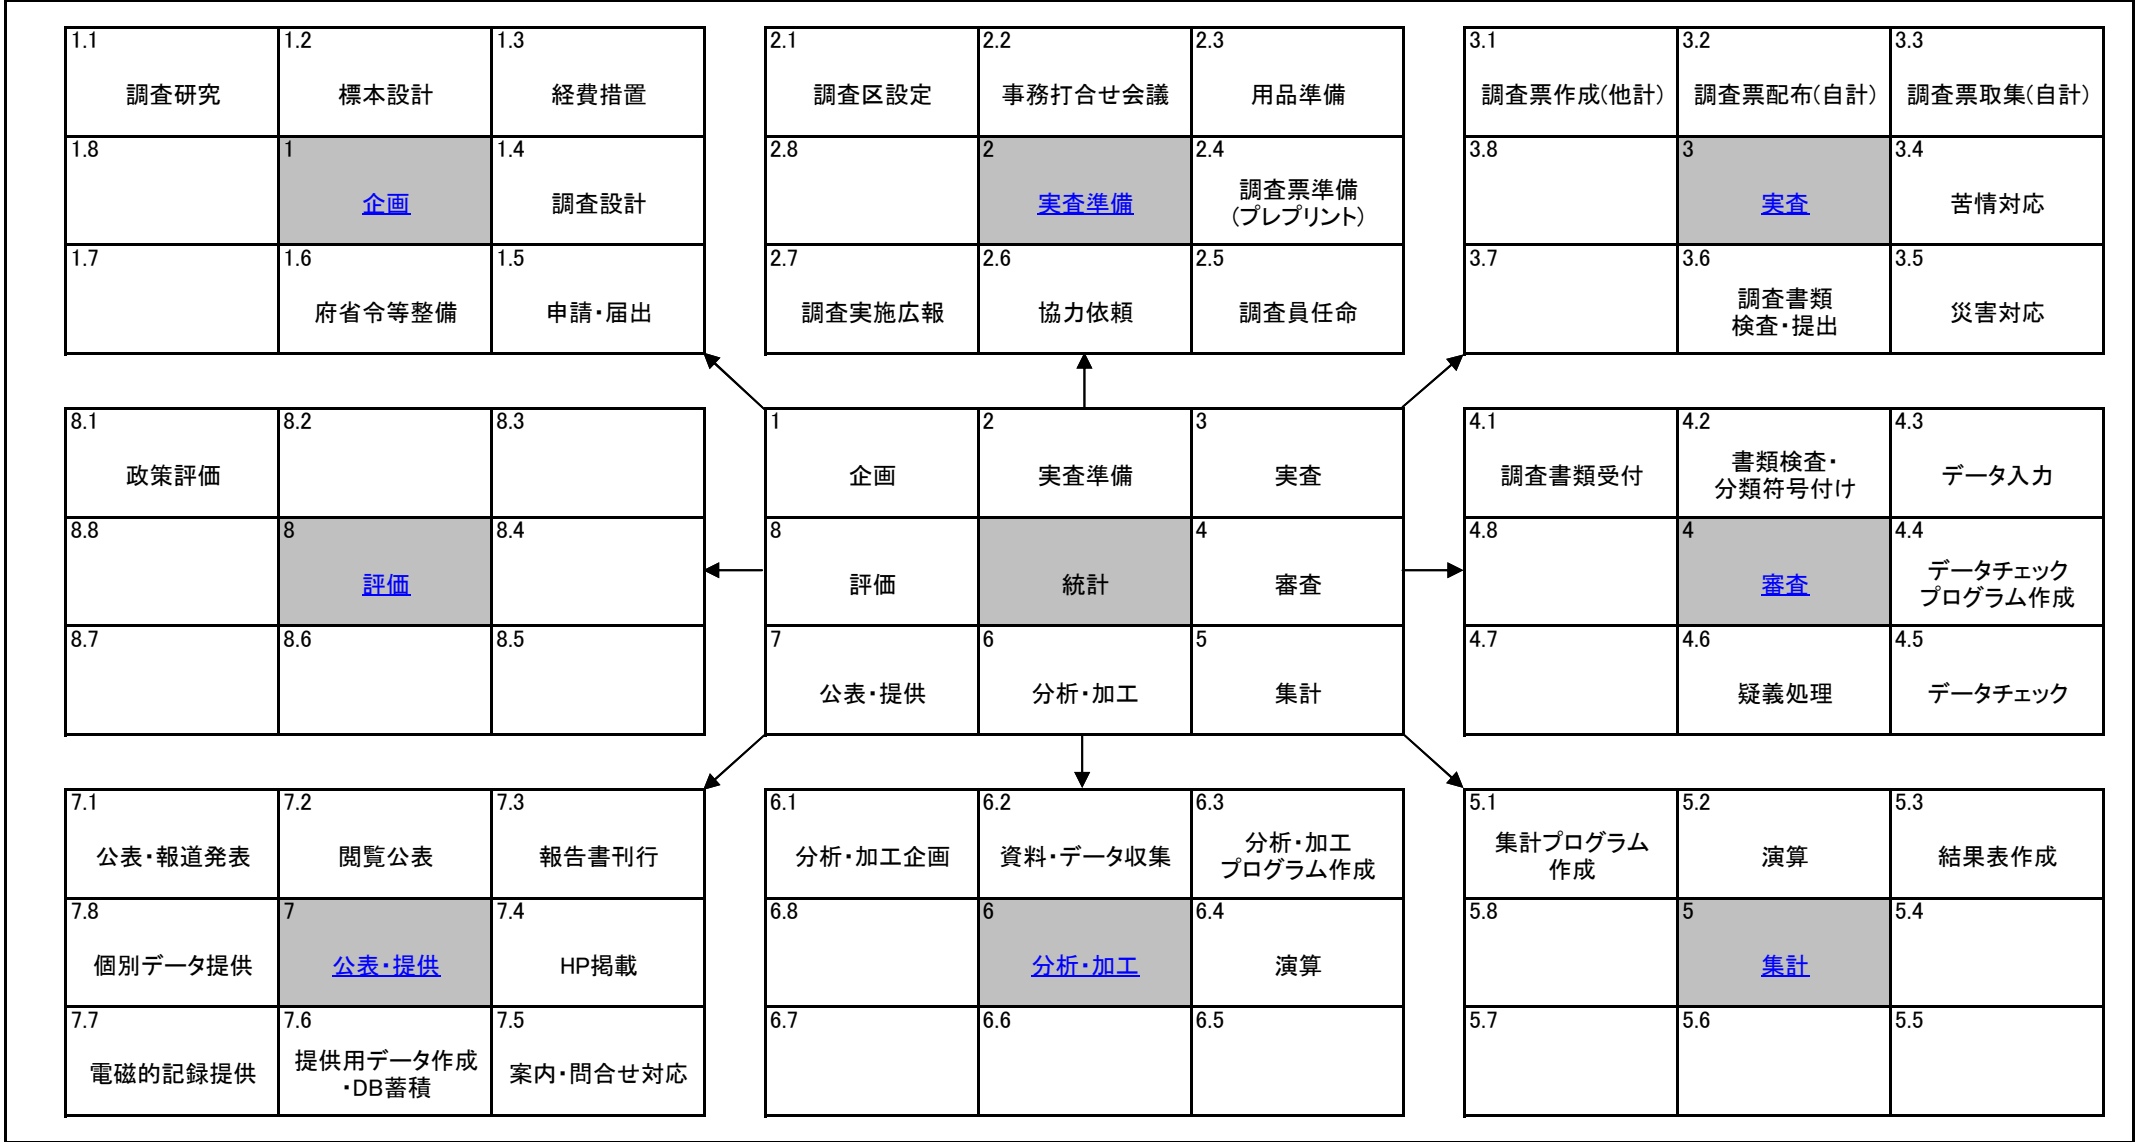 1.1
調査研究
1.2
標本設計
1.3
経費措置
1.8
1
企画
1.4
調査設計
1.7
1.6
府省令等整備
1.5
申請・届出
2.1
調査区設定
2.2
事務打合せ会議
2.3
用品準備
2.8
2
実査準備
2.4
調査票準備
(プレプリント)
2.7
調査実施広報
2.6
協力依頼
2.5
調査員任命
3.1
調査票作成(他計)
3.2
調査票配布(自計)
3.3
調査票取集(自計)
3.8
3
実査
3.4
苦情対応
3.7
3.6
調査書類
検査・提出
3.5
災害対応
8.1
政策評価
8.2
8.3
8.8
8
評価
8.4
8.7
8.6
8.5
1
企画
2
実査準備
3
実査
8
評価
統計
4
審査
7
公表・提供
6
分析・加工
5
集計
4.1
調査書類受付
4.2
書類検査・
分類符号付け
4.3
データ入力
4.8
4
審査
4.4
データチェック
プログラム作成
4.7
4.6
疑義処理
4.5
データチェック
7.1
公表・報道発表
7.2
閲覧公表
7.3
報告書刊行
7.8
個別データ提供
7
公表・提供
7.4
HP掲載
7.7
電磁的記録提供
7.6
提供用データ作成
・DB蓄積
7.5
案内・問合せ対応
6.1
分析・加工企画
6.2
資料・データ収集
6.3
分析・加工
プログラム作成
6.8
6
分析・加工
6.4
演算
6.7
6.6
6.5
5.1
集計プログラム
作成
5.2
演算
5.3
結果表作成
5.8
5
集計
5.4
5.7
5.6
5.5